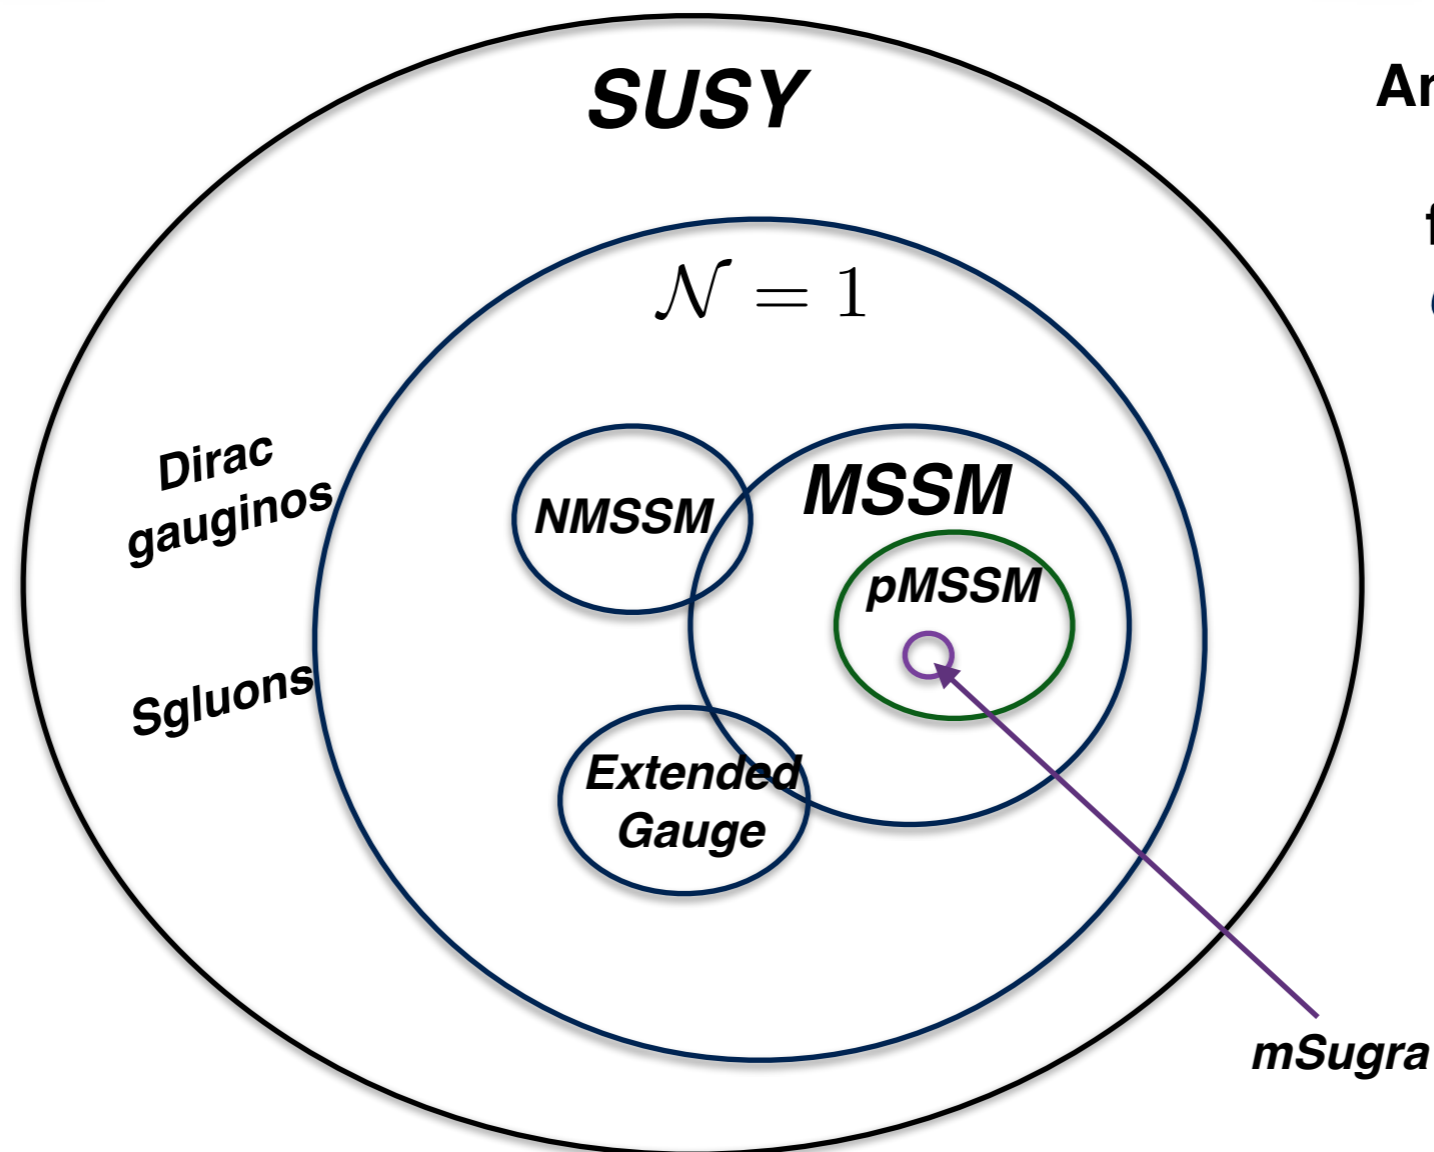 SUSY
𝒩 = 1
Dirac
gauginos
NMSSM
MSSM
pMSSM
Sgluons
Extended
Gauge
mSugra